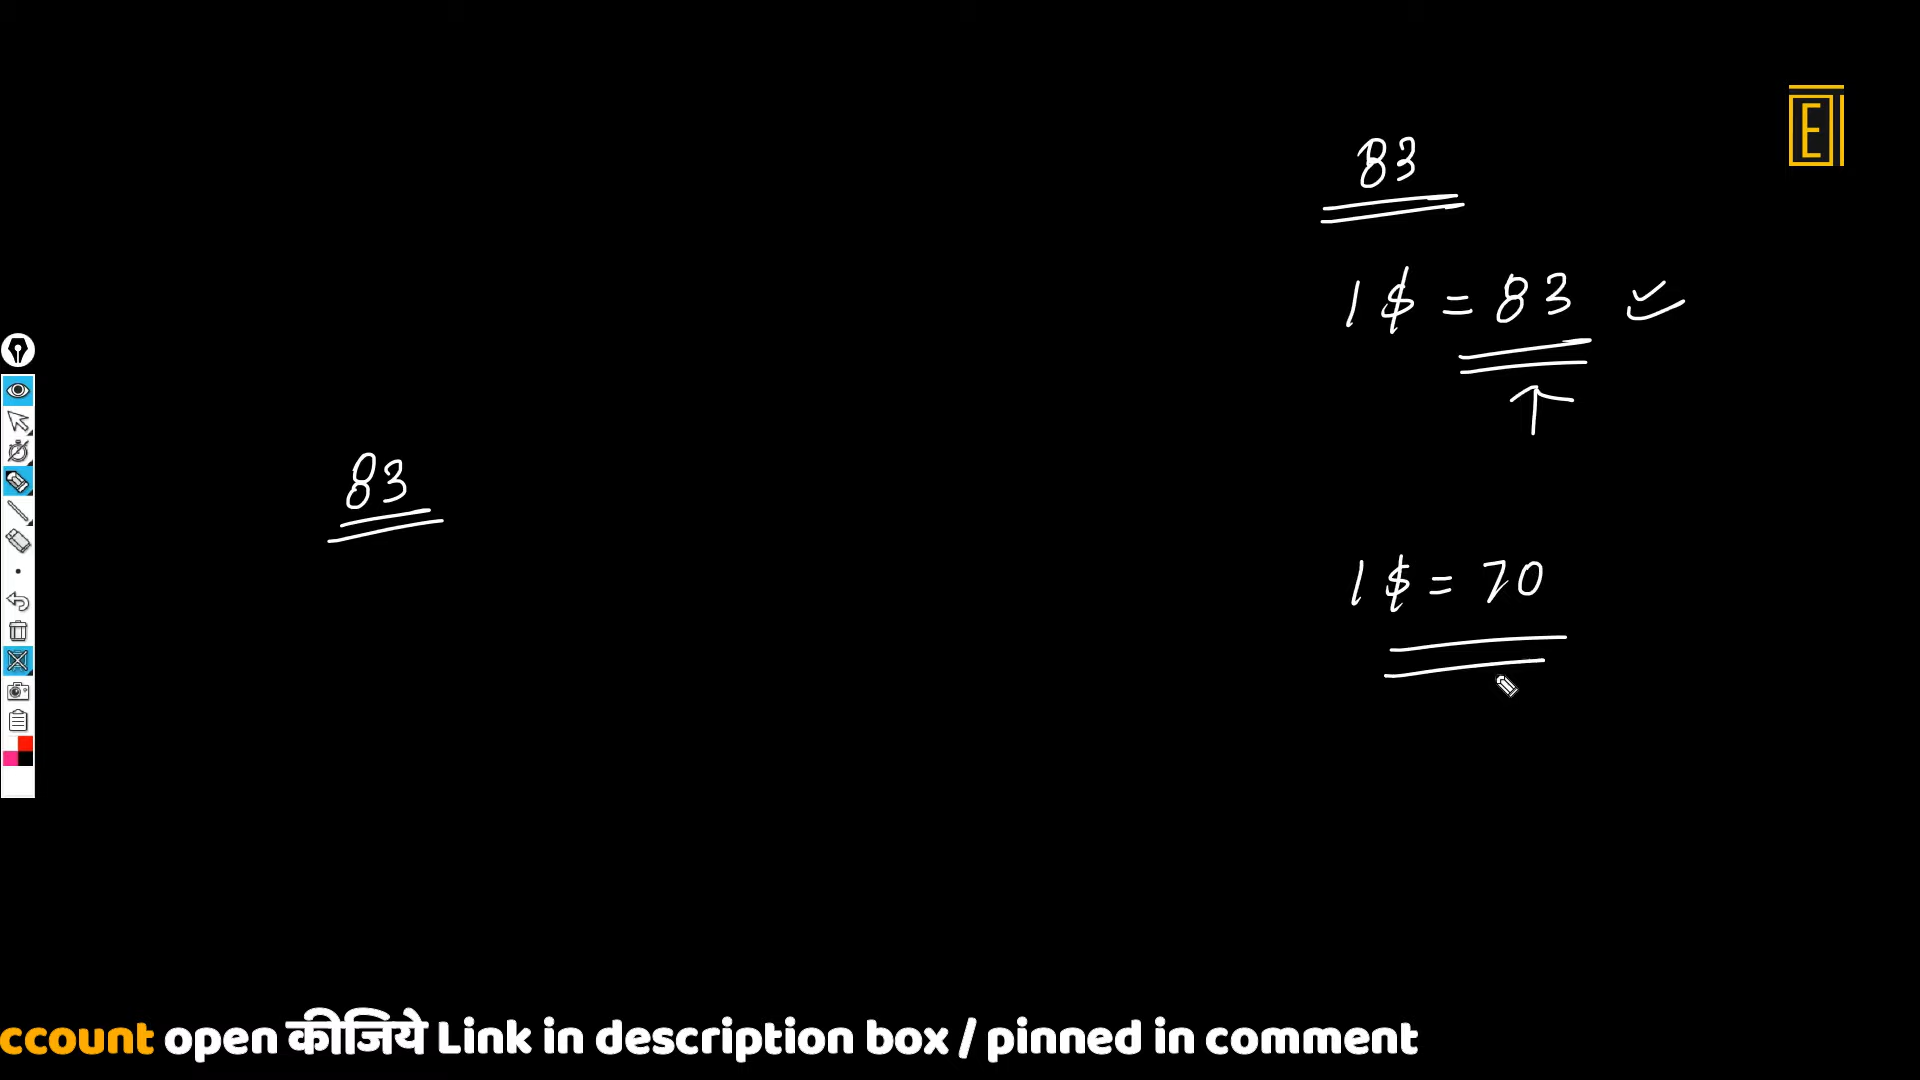 E
83
1 $ = 83
83
1 $ = 70
ccount open कीजिये Link in description box / pinned in comment